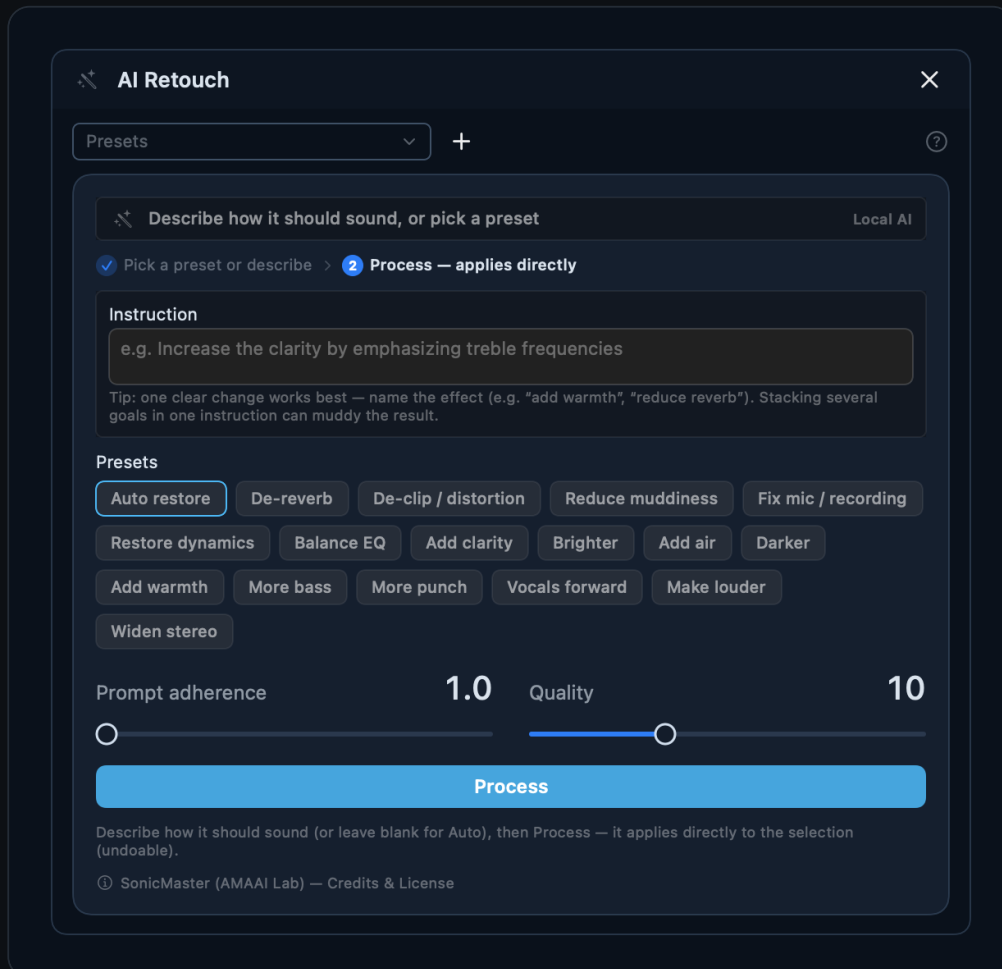 AI Retouch
Presets
Describe how it should sound, or pick a preset
Local AI
Pick a preset or describe
2
Process — applies directly
Instruction
e.g. Increase the clarity by emphasizing treble frequencies
Tip: one clear change works best — name the effect (e.g. “add warmth”, “reduce reverb”). Stacking several
goals in one instruction can muddy the result.
Presets
Auto restore
De-reverb
De-clip / distortion
Reduce muddiness
Fix mic / recording
Restore dynamics
Balance EQ
Add clarity
Brighter
Add air
Darker
Add warmth
More bass
More punch
Vocals forward
Make louder
Widen stereo
Prompt adherence
1.0
Quality
10
Process
Describe how it should sound (or leave blank for Auto), then Process — it applies directly to the selection
(undoable).
SonicMaster (AMAAI Lab) — Credits & License